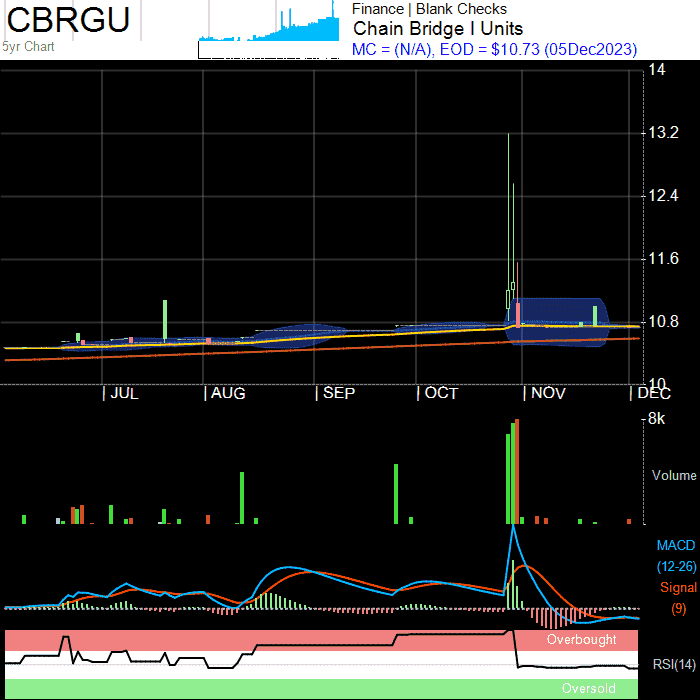 CBRGU
5yr Chart
Finance | Blank Checks
Chain Bridge I Units
MC = (N/A), EOD = $10.73 (05Dec2023)
14
13.2
12.4
11.6
10.8
10
JUL AUG SEP OCT NOV DEC
8k
Volume
MACD
(12-26)
Signal
(9)
Overbought
RSI(14)
Oversold